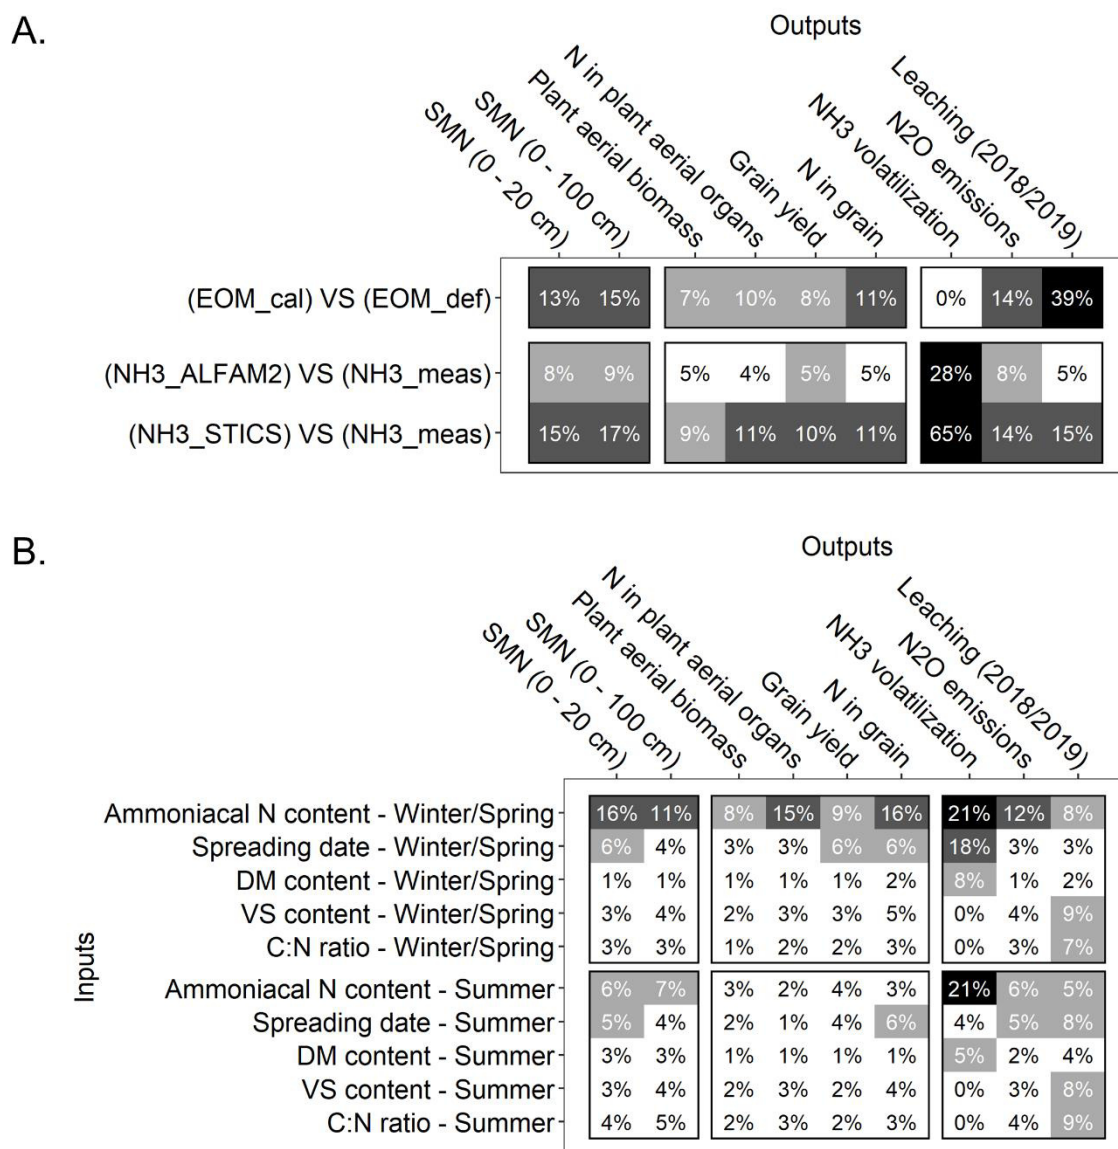 A.
Outputs
SMN (0 - 20 cm)
SMN (0 - 100 cm)
Plant aerial biomass
N in plant aerial organs
Grain yield
N in grain
NH3 volatilization
N2O emissions
Leaching (2018/2019)
(EOM_cal) VS (EOM_def) 13% 15% 7% 10% 8% 11% 0% 14% 39%
(NH3_ALFAM2) VS (NH3_meas) 8% 9% 5% 4% 5% 5% 28% 8% 5%
(NH3_STICS) VS (NH3_meas) 15% 17% 9% 11% 10% 11% 65% 14% 15%
B.
Outputs
SMN (0 - 20 cm)
SMN (0 - 100 cm)
Plant aerial biomass
N in plant aerial organs
Grain yield
N in grain
NH3 volatilization
N2O emissions
Leaching (2018/2019)
Inputs
Ammoniacal N content - Winter/Spring 16% 11% 8% 15% 9% 16% 21% 12% 8%
Spreading date - Winter/Spring 6% 4% 3% 3% 6% 6% 18% 3% 3%
DM content - Winter/Spring 1% 1% 1% 1% 1% 2% 8% 1% 2%
VS content - Winter/Spring 3% 4% 2% 3% 3% 5% 0% 4% 9%
C:N ratio - Winter/Spring 3% 3% 1% 2% 2% 3% 0% 3% 7%
Ammoniacal N content - Summer 6% 7% 3% 2% 4% 3% 21% 6% 5%
Spreading date - Summer 5% 4% 2% 1% 4% 6% 4% 5% 8%
DM content - Summer 3% 3% 1% 1% 1% 1% 5% 2% 4%
VS content - Summer 3% 4% 2% 3% 2% 4% 0% 3% 8%
C:N ratio - Summer 4% 5% 2% 3% 2% 3% 0% 4% 9%